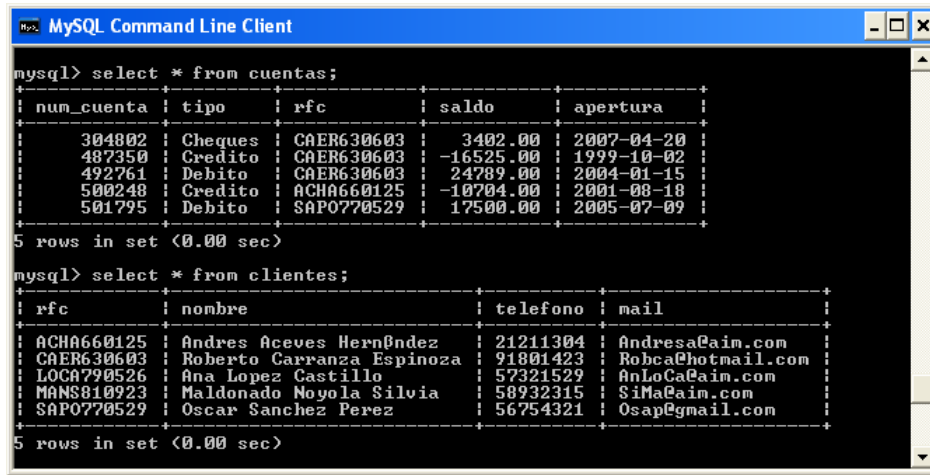 MySQL Command Line Client
mysql> select * from cuentas;
| num_cuenta | tipo | rfc | saldo | apertura |
| 304802 | Cheques | CAER630603 | 3402.00 | 2007-04-20 |
| 487350 | Credito | CAER630603 | -16525.00 | 1999-10-02 |
| 492761 | Debito | CAER630603 | 24789.00 | 2004-01-15 |
| 500248 | Credito | ACHA660125 | -10704.00 | 2001-08-18 |
| 501795 | Debito | SAPO770529 | 17500.00 | 2005-07-09 |
5 rows in set (0.00 sec)
mysql> select * from clientes;
| rfc | nombre | telefono | mail |
| ACHA660125 | Andres Aceves Hernßndez | 21211304 | Andresa@aim.com |
| CAER630603 | Roberto Carranza Espinoza | 91801423 | Robca@hotmail.com |
| LOCA790526 | Ana Lopez Castillo | 57321529 | AnLoCa@aim.com |
| MANS810923 | Maldonado Noyola Silvia | 58932315 | SiMa@aim.com |
| SAPO770529 | Oscar Sanchez Perez | 56754321 | Osap@gmail.com |
5 rows in set (0.00 sec)